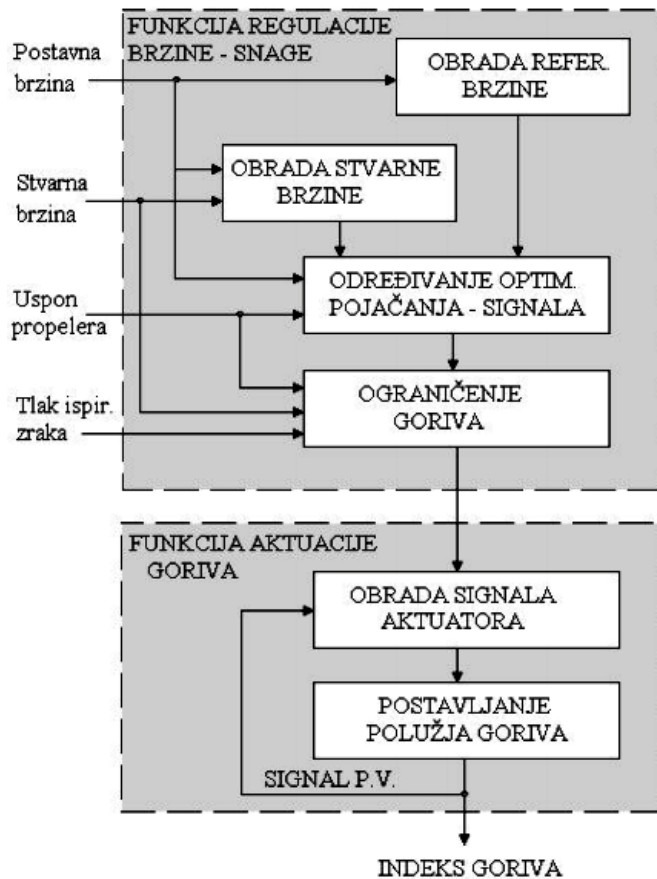 FUNKCIJA REGULACIJE
BRZINE - SNAGE
Postavna
brzina
OBRADA REFER.
BRZINE
OBRADA STVARNE
BRZINE
Stvarna
brzina
ODREĐIVANJE OPTIM.
POJAČANJA - SIGNALA
Uspon
propelera
OGRANIČENJE
GORIVA
Tlak ispir.
zraka
FUNKCIJA AKTUACIJE
GORIVA
OBRADA SIGNALA
AKTUATORA
POSTAVLJANJE
POLUŽJA GORIVA
SIGNAL P.V.
INDEKS GORIVA